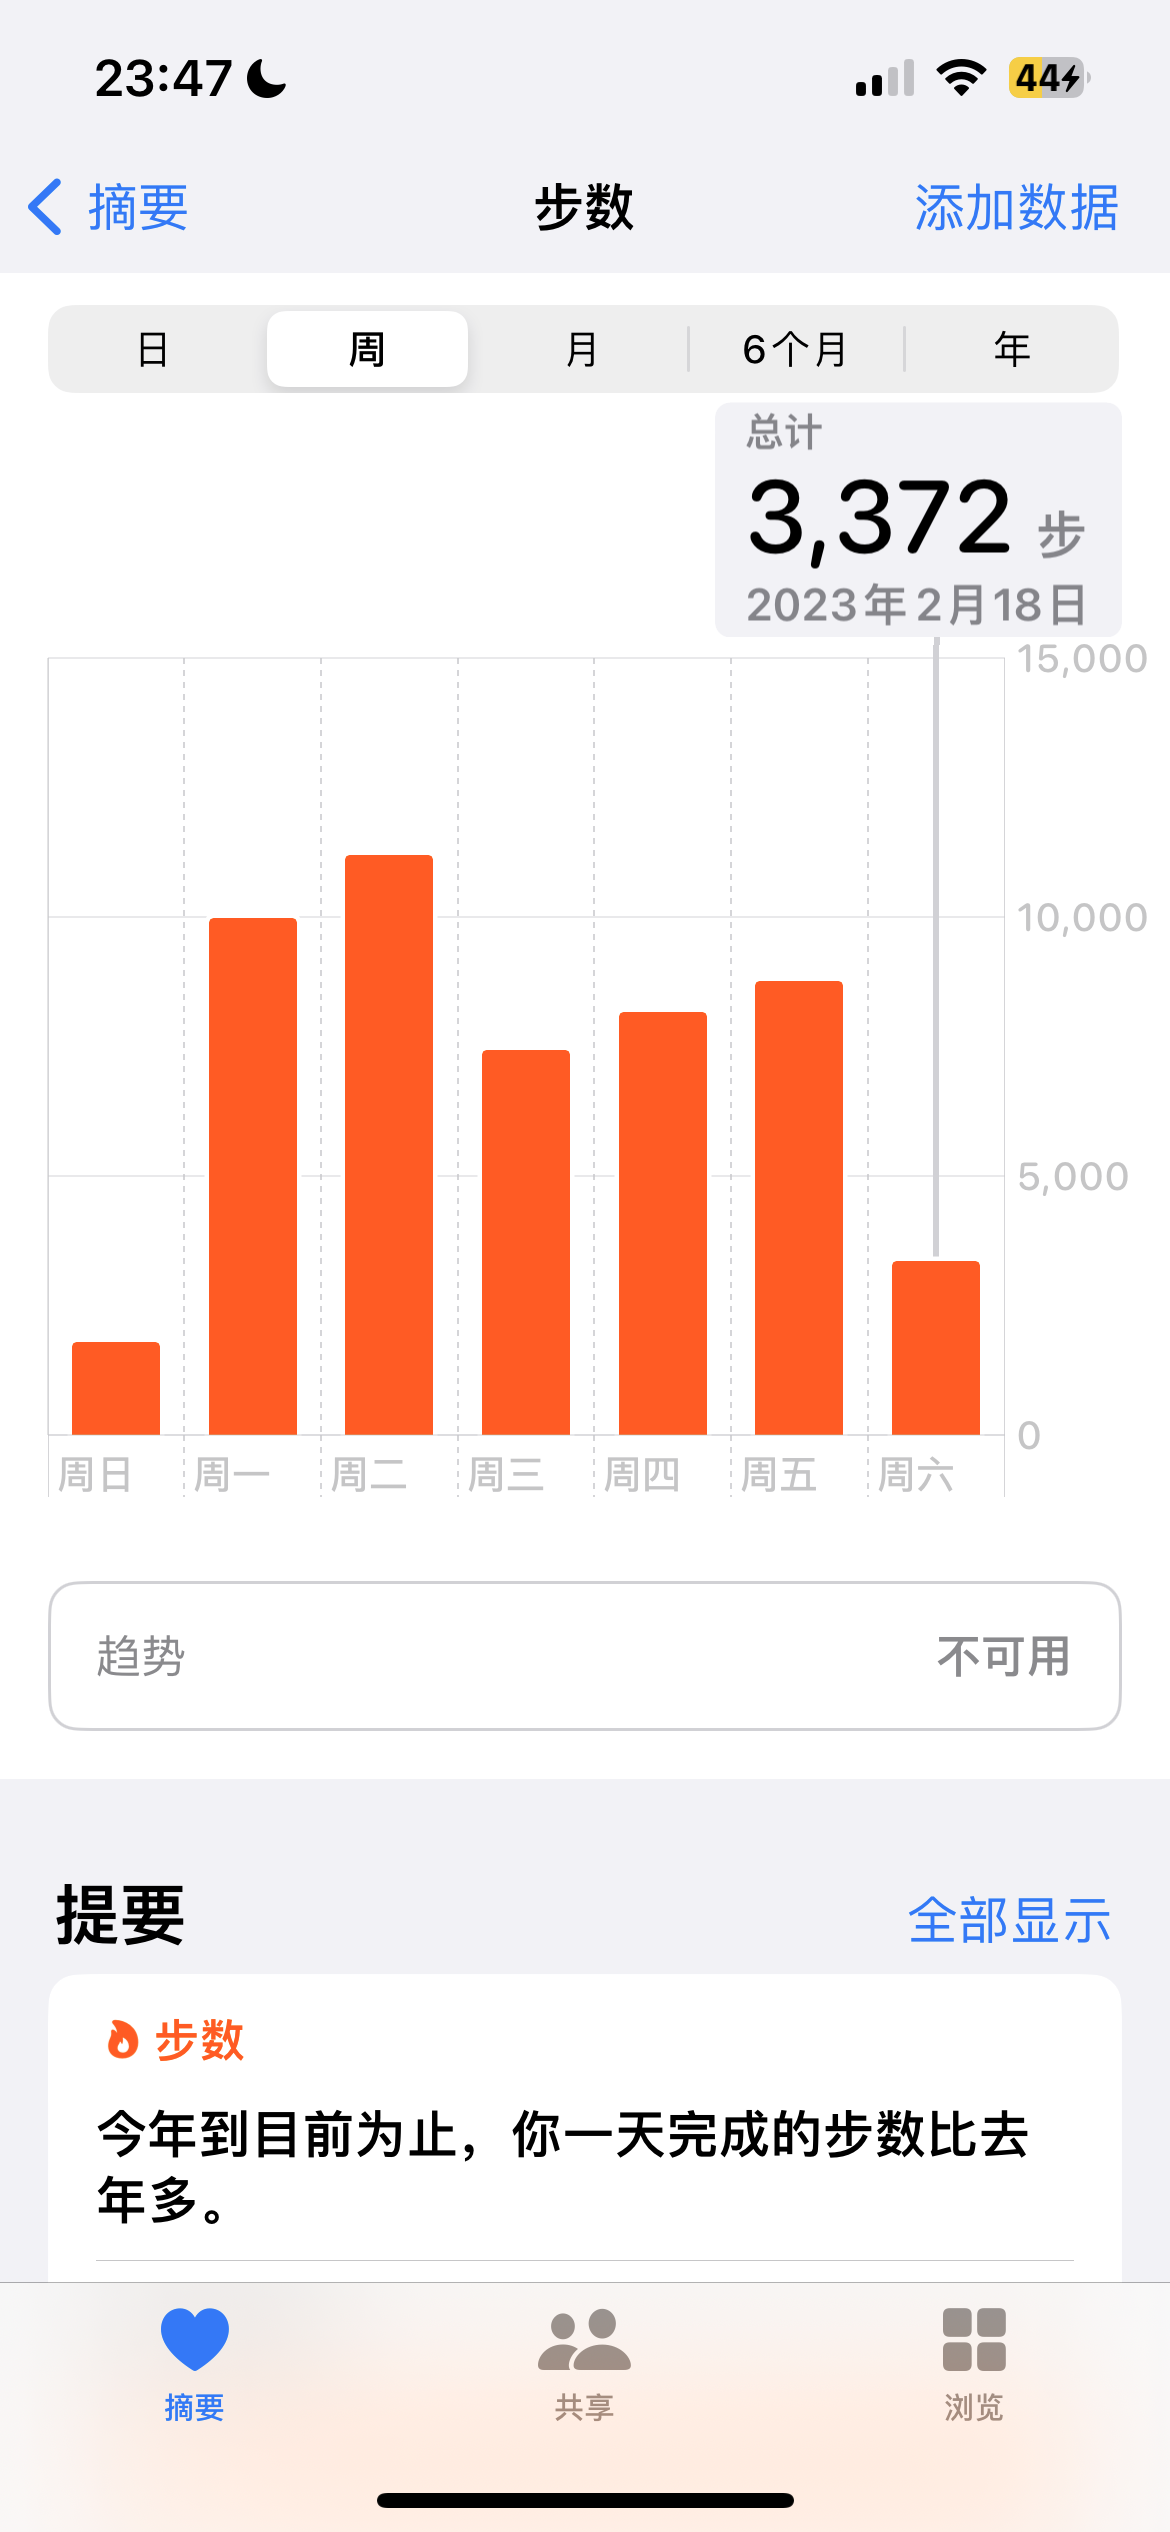 23:47
44
摘要
步数
添加数据
日
周
月
6个月
年
总计
3,372 步
2023年2月18日
15,000
10,000
5,000
0
周日
周一
周二
周三
周四
周五
周六
趋势
不可用
提要
全部显示
步数
今年到目前为止，你一天完成的步数比去
年多。
摘要
共享
浏览